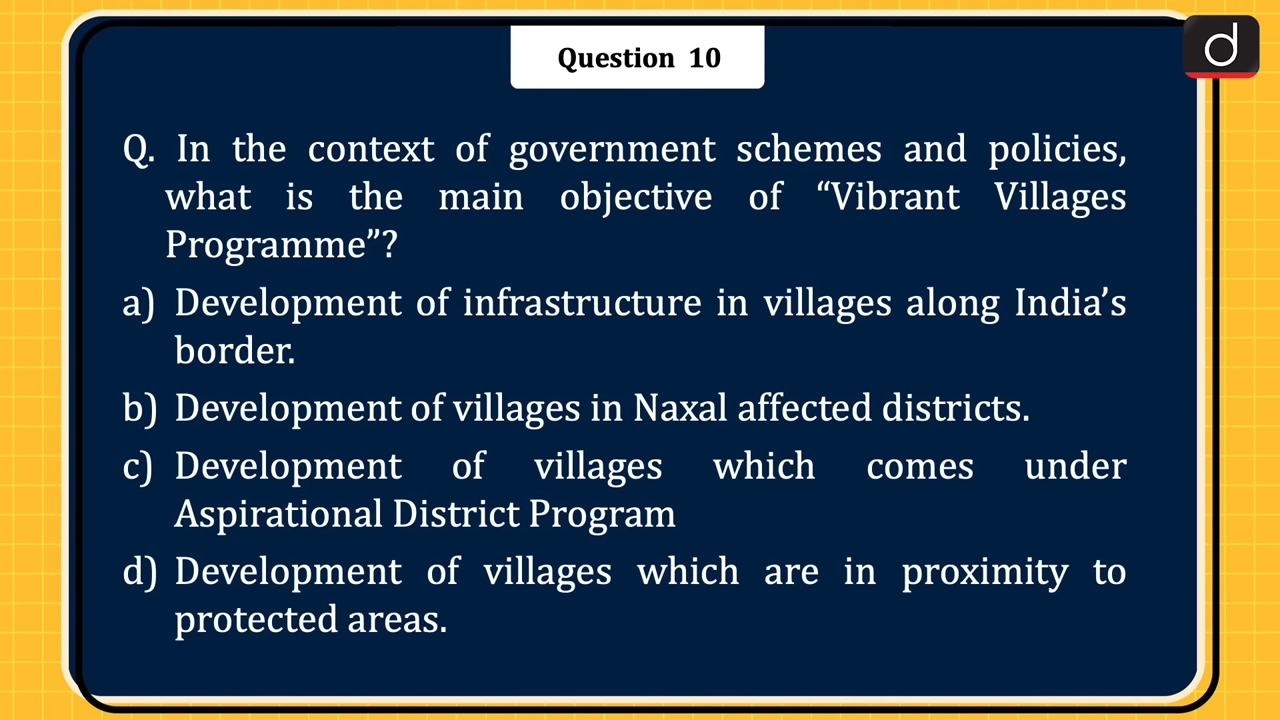 Question 10
d
Q. In the context of government schemes and policies,
what is the main objective of “Vibrant Villages
Programme”?
a) Development of infrastructure in villages along India’s
border.
b) Development of villages in Naxal affected districts.
c) Development of villages which comes under
Aspirational District Program
d) Development of villages which are in proximity to
protected areas.